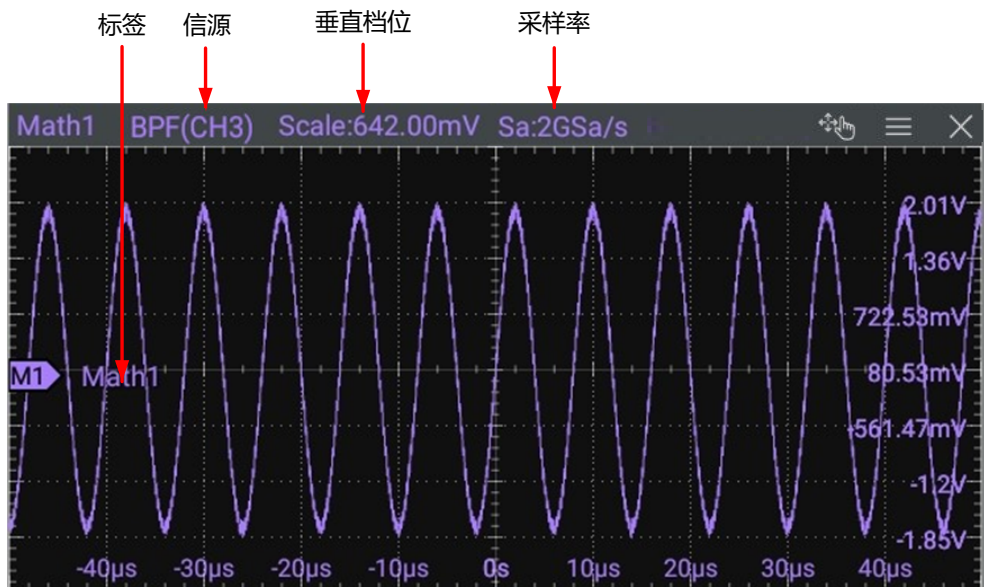 标签 信源 垂直档位 采样率
Math1 BPF(CH3) Scale:642.00mV Sa:2GSa/s
2.01V
1.36V
722.53mV
M1 Math1 80.53mV
-561.47mV
-1.2V
-1.85V
-40μs -30μs -20μs -10μs 0s 10μs 20μs 30μs 40μs